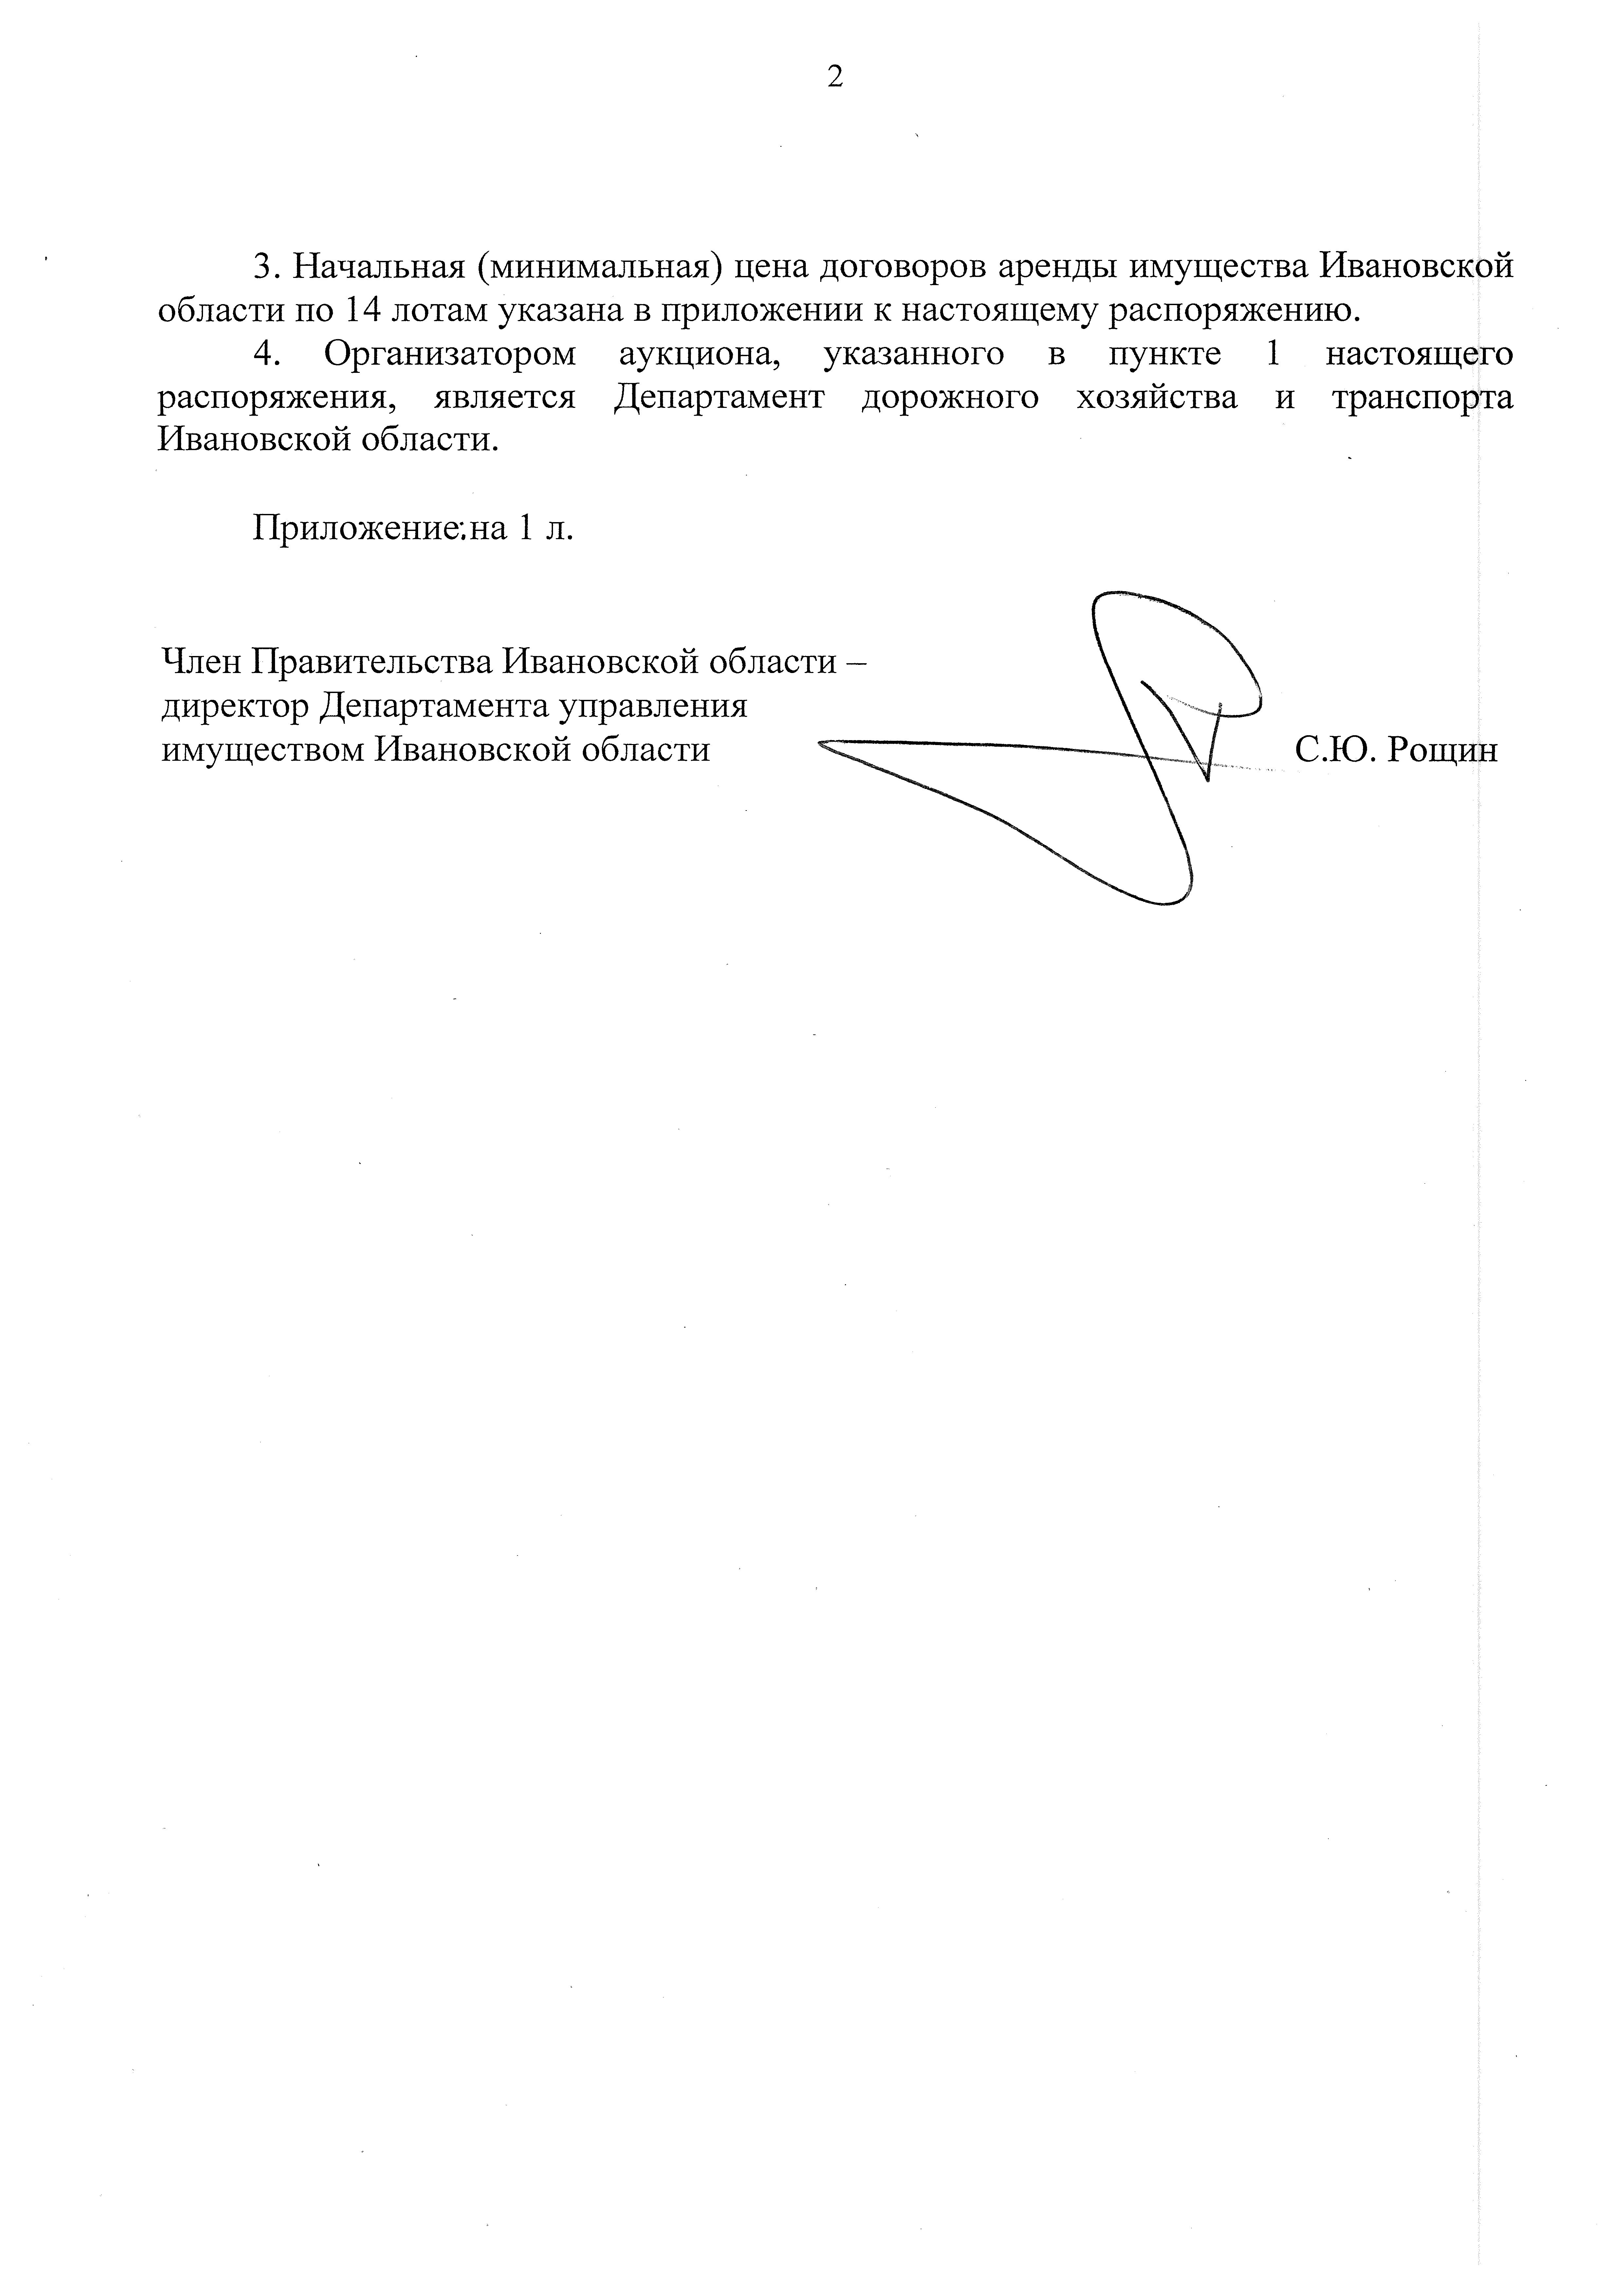 2
3. Начальная (минимальная) цена договоров аренды имущества Ивановской
области по 14 лотам указана в приложении к настоящему распоряжению.
4. Организатором аукциона, указанного в пункте 1 настоящего
распоряжения, является Департамент дорожного хозяйства и транспорта
Ивановской области.
Приложение: на 1 л.
Член Правительства Ивановской области –
директор Департамента управления
имуществом Ивановской области С.Ю. Рощин